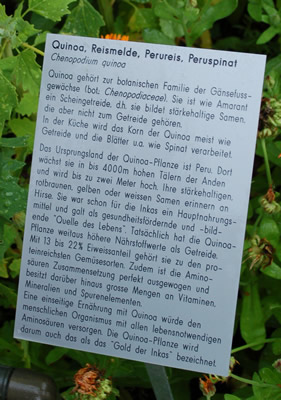 Quinoa, Reismelde, Perureis, Peruspinat
Chenopodium quinoa
Quinoa gehört zur botanischen Familie der Gänsefuss-
gewächse (bot. Chenopodiaceae). Sie ist wie Amarant
ein Scheingetreide, d.h. sie bildet stärkehaltige Samen,
die aber nicht zum Getreide gehören.
In der Küche wird das Korn der Quinoa meist wie
Getreide und die Blätter u.a. wie Spinat verarbeitet.
Das Ursprungsland der Quinoa-Pflanze ist Peru. Dort
wächst sie in bis 4000m hohen Tälern der Anden
und wird bis zu zwei Meter hoch. Ihre stärkehaltigen,
rotbraunen, gelben oder weissen Samen erinnern an
Hirse. Sie war schon für die Inkas ein Hauptnahrungs-
mittel und galt als gesundheitsfördernde und -bild-
ende "Quelle des Lebens". Tatsächlich hat die Quinoa-
Pflanze weitaus höhere Nährstoffwerte als Getreide.
Mit 13 bis 22% Eiweissanteil gehört sie zu den pro-
teinreichsten Gemüsesorten. Zudem ist die Amino-
säuren Zusammensetzung perfekt ausgewogen und
besitzt darüber hinaus grosse Mengen an Vitaminen,
Mineralien und Spurenelementen.
Eine einseitige Ernährung mit Quinoa würde den
menschlichen Organismus mit allen lebensnotwendigen
Aminosäuren versorgen. Die Quinoa-Pflanze wird
darum auch das als das "Gold der Inkas" bezeichnet.